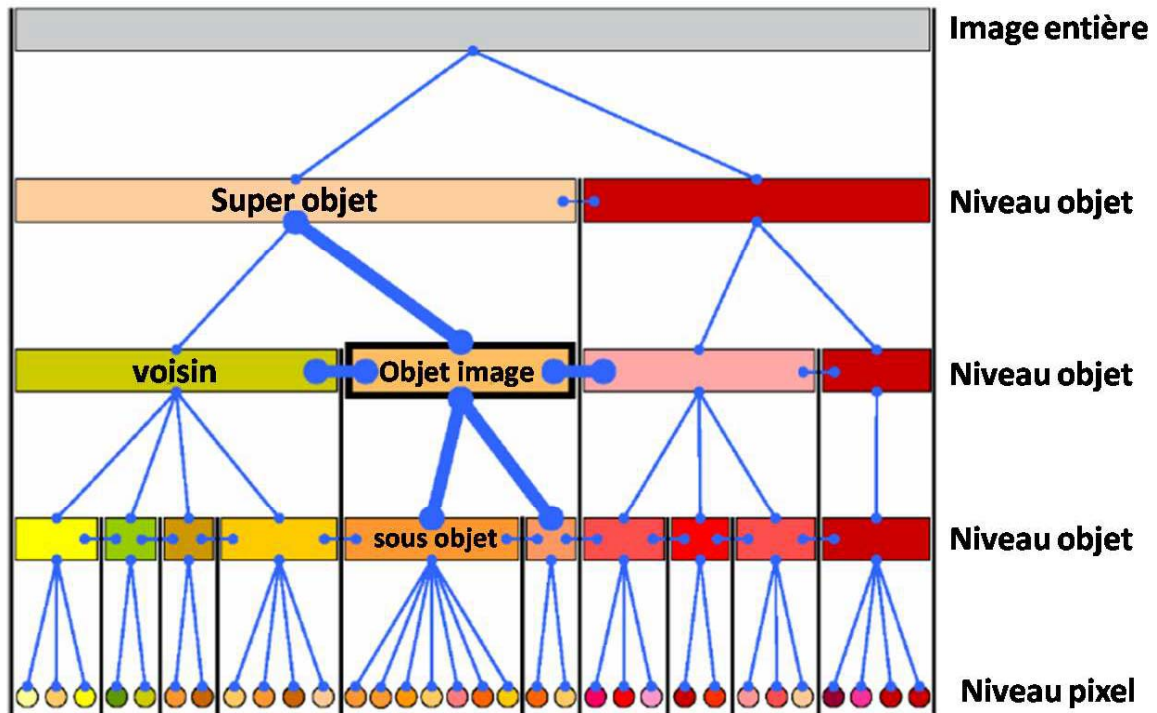 Image entière
Super objet
Niveau objet
voisin
Objet image
Niveau objet
sous objet
Niveau objet
Niveau pixel